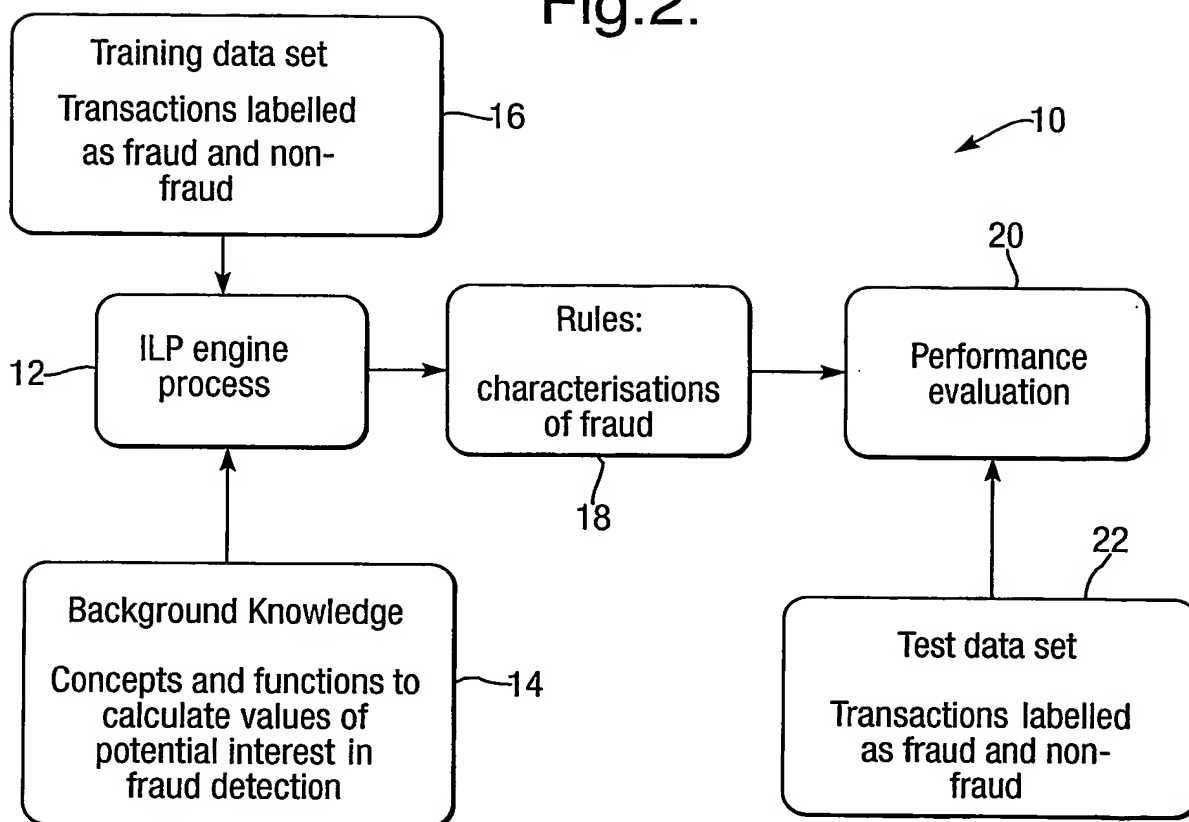 Fig.2.
Training data set
Transactions labelled
as fraud and non-
fraud
16
10
20
12
ILP engine
process
Rules:
characterisations
of fraud
18
Performance
evaluation
22
Background Knowledge
Concepts and functions to
calculate values of
potential interest in
fraud detection
14
Test data set
Transactions labelled
as fraud and non-
fraud